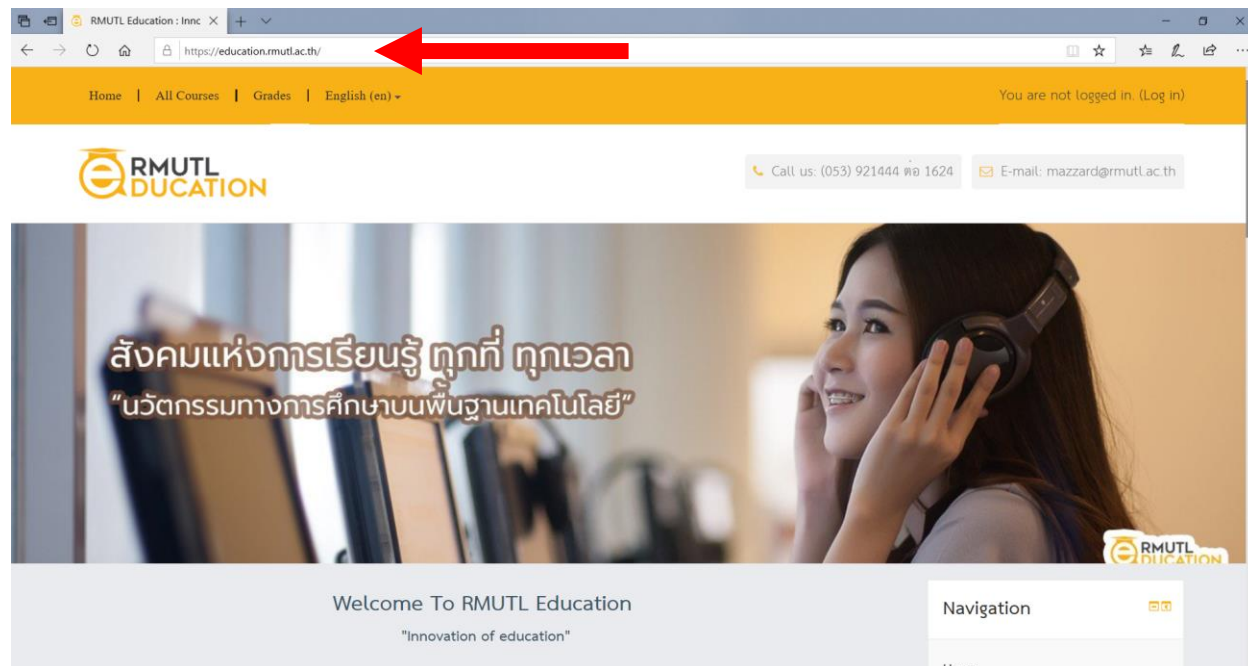 RMUTL Education : Inno
https://education.rmutl.ac.th/
Home | All Courses | Grades | English (en)
You are not logged in. (Log in)
RMUTL
EDUCATION
Call us: (053) 921444 ต่อ 1624
E-mail: mazzard@rmutl.ac.th
สังคมแห่งการเรียนรู้ ทุกที่ ทุกเวลา
"นวัตกรรมทางการศึกษาบนพื้นฐานเทคโนโลยี"
RMUTL
EDUCATION
Welcome To RMUTL Education
"Innovation of education"
Navigation